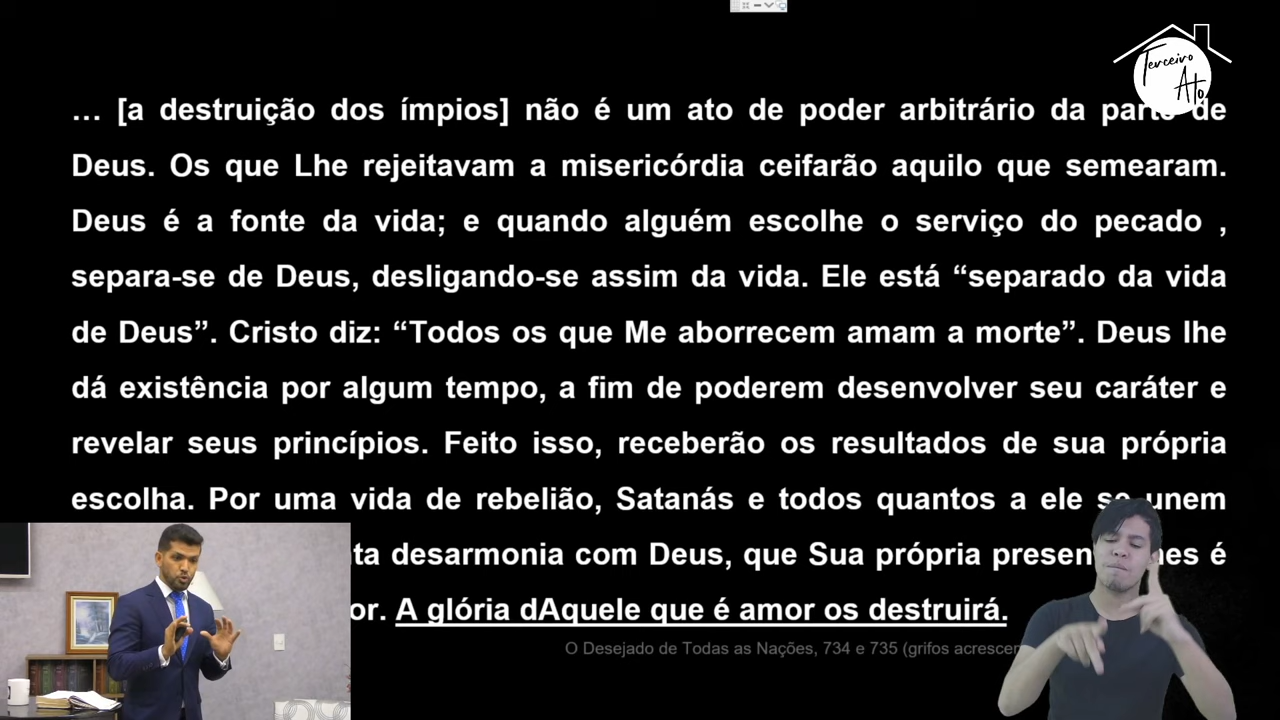 Terceiro
Ato
… [a destruição dos ímpios] não é um ato de poder arbitrário da parte de
Deus. Os que Lhe rejeitavam a misericórdia ceifarão aquilo que semearam.
Deus é a fonte da vida; e quando alguém escolhe o serviço do pecado ,
separa-se de Deus, desligando-se assim da vida. Ele está “separado da vida
de Deus”. Cristo diz: “Todos os que Me aborrecem amam a morte”. Deus lhe
dá existência por algum tempo, a fim de poderem desenvolver seu caráter e
revelar seus princípios. Feito isso, receberão os resultados de sua própria
escolha. Por uma vida de rebelião, Satanás e todos quantos a ele se unem
desarmonia com Deus, que Sua própria é
A glória dAquele que é amor os destruirá.
O Desejado de Todas as Nações, 734 e 735 (grifos